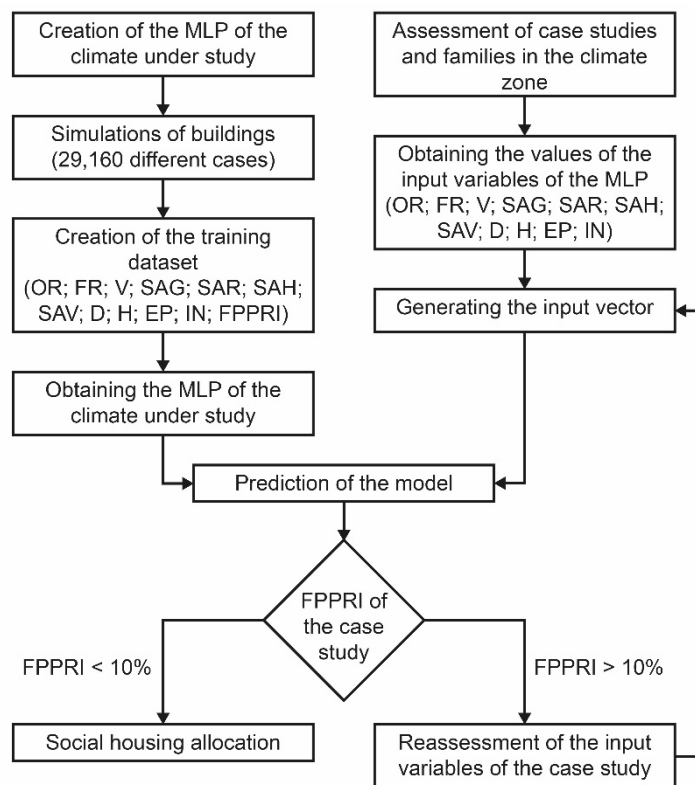 Creation of the MLP of the
climate under study
Simulations of buildings
(29,160 different cases)
Creation of the training
dataset
(OR; FR; V; SAG; SAR; SAH;
SAV; D; H; EP; IN; FPPRI)
Obtaining the MLP of the
climate under study
Assessment of case studies
and families in the climate
zone
Obtaining the values of the
input variables of the MLP
(OR; FR; V; SAG; SAR; SAH;
SAV; D; H; EP; IN)
Generating the input vector
Prediction of the model
FPPRI of
the case
study
FPPRI < 10%
FPPRI > 10%
Social housing allocation
Reassessment of the input
variables of the case study